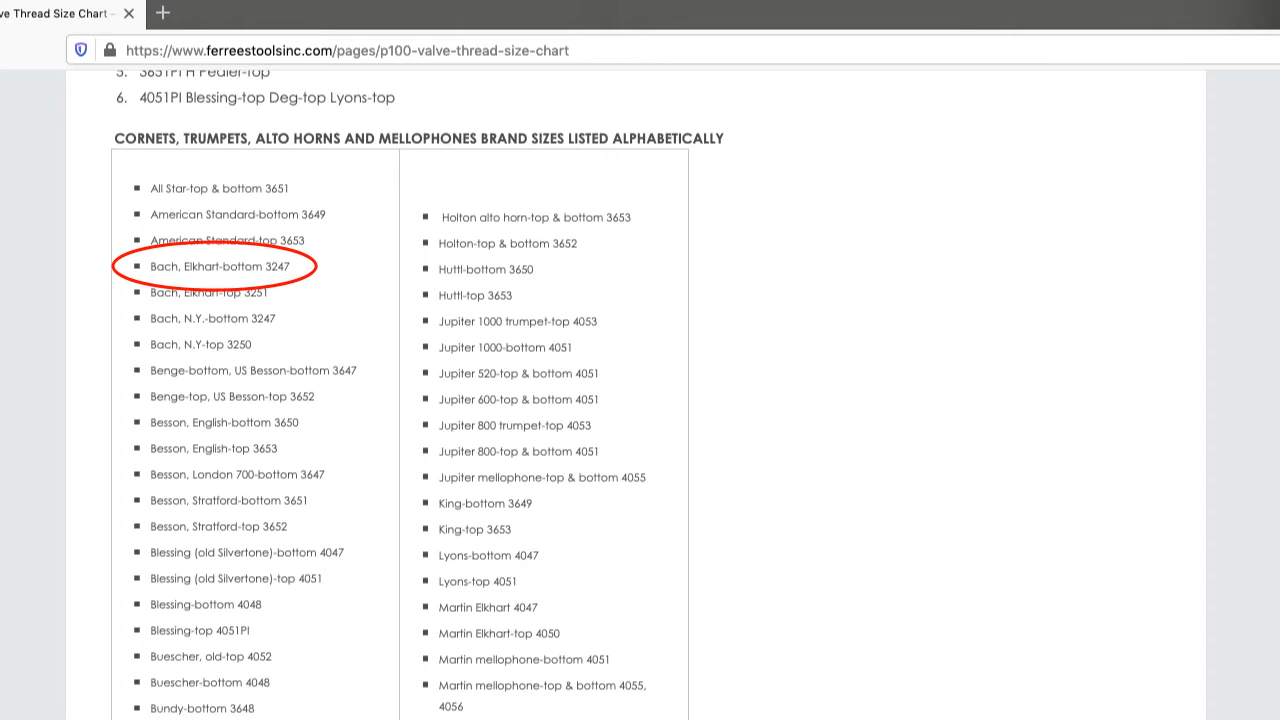 ve Thread Size Chart -
https://www.ferreestoolsinc.com/pages/p100-valve-thread-size-chart
5. 3651PI H Pedler-top
6. 4051PI Blessing-top Deg-top Lyons-top
CORNETS, TRUMPETS, ALTO HORNS AND MELLOPHONES BRAND SIZES LISTED ALPHABETICALLY
All Star-top & bottom 3651
American Standard-bottom 3649
American Standard-top 3653
Bach, Elkhart-bottom 3247
Bach, Elkhart-top 3251
Bach, N.Y.-bottom 3247
Bach, N.Y-top 3250
Benge-bottom, US Besson-bottom 3647
Benge-top, US Besson-top 3652
Besson, English-bottom 3650
Besson, English-top 3653
Besson, London 700-bottom 3647
Besson, Stratford-bottom 3651
Besson, Stratford-top 3652
Blessing (old Silvertone)-bottom 4047
Blessing (old Silvertone)-top 4051
Blessing-bottom 4048
Blessing-top 4051PI
Buescher, old-top 4052
Buescher-bottom 4048
Bundy-bottom 3648
Holton alto horn-top & bottom 3653
Holton-top & bottom 3652
Huttl-bottom 3650
Huttl-top 3653
Jupiter 1000 trumpet-top 4053
Jupiter 1000-bottom 4051
Jupiter 520-top & bottom 4051
Jupiter 600-top & bottom 4051
Jupiter 800 trumpet-top 4053
Jupiter 800-top & bottom 4051
Jupiter mellophone-top & bottom 4055
King-bottom 3649
King-top 3653
Lyons-bottom 4047
Lyons-top 4051
Martin Elkhart 4047
Martin Elkhart-top 4050
Martin mellophone-bottom 4051
Martin mellophone-top & bottom 4055,
4056